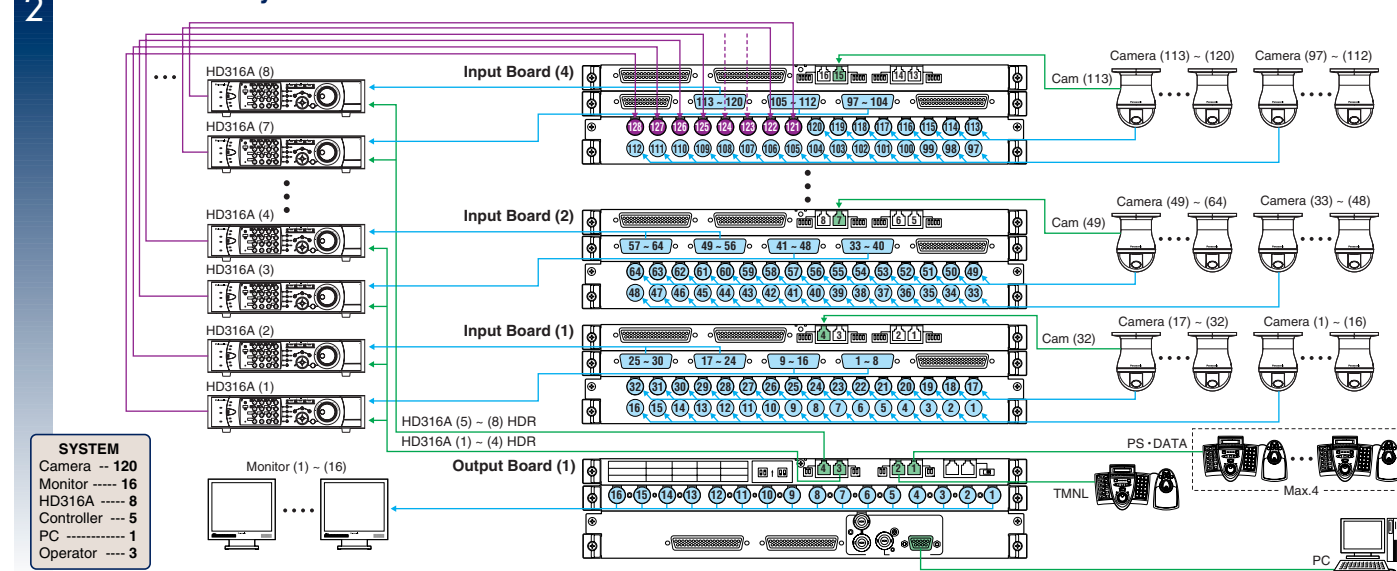 2
HD316A (8)
HD316A (7)
HD316A (4)
HD316A (3)
HD316A (2)
HD316A (1)
Input Board (4)
16 15 14 13
113 ~ 120 105 ~ 112 97 ~ 104
128 127 126 125 124 123 122 121 120 119 118 117 116 115 114 113
112 111 110 109 108 107 106 105 104 103 102 101 100 99 98 97
Cam (113)
Camera (113) ~ (120) Camera (97) ~ (112)
Input Board (2)
8 7 6 5
57 ~ 64 49 ~ 56 41 ~ 48 33 ~ 40
64 63 62 61 60 59 58 57 56 55 54 53 52 51 50 49
48 47 46 45 44 43 42 41 40 39 38 37 36 35 34 33
Cam (49)
Camera (49) ~ (64) Camera (33) ~ (48)
Input Board (1)
4 3 2 1
25 ~ 30 17 ~ 24 9 ~ 16 1 ~ 8
32 31 30 29 28 27 26 25 24 23 22 21 20 19 18 17
16 15 14 13 12 11 10 9 8 7 6 5 4 3 2 1
Cam (32)
Camera (17) ~ (32) Camera (1) ~ (16)
HD316A (5) ~ (8) HDR
HD316A (1) ~ (4) HDR
Output Board (1)
4 3 2 1
16 15 14 13 12 11 10 9 8 7 6 5 4 3 2 1
PS·DATA
TMNL
Max.4
PC
Monitor (1) ~ (16)
SYSTEM
Camera -- 120
Monitor ----- 16
HD316A ----- 8
Controller --- 5
PC ------------ 1
Operator ---- 3